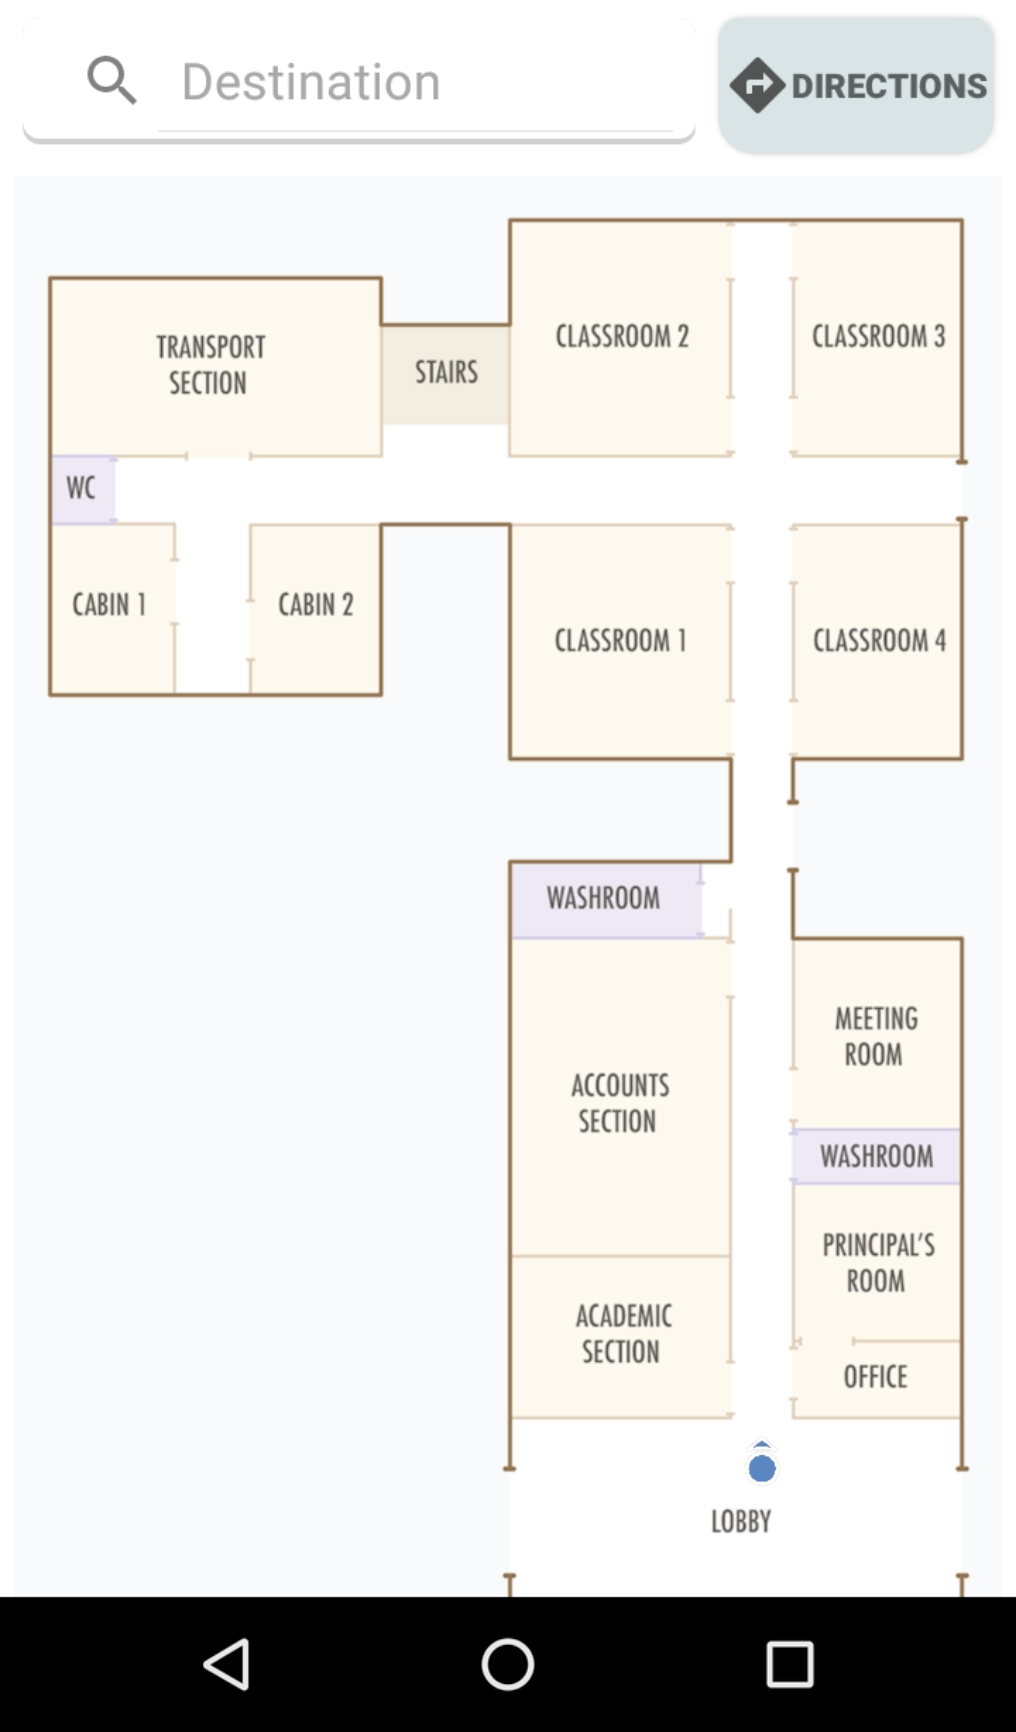 Destination
DIRECTIONS
CLASSROOM 2
CLASSROOM 3
TRANSPORT
SECTION
STAIRS
WC
CABIN 1
CABIN 2
CLASSROOM 1
CLASSROOM 4
WASHROOM
MEETING
ROOM
ACCOUNTS
SECTION
WASHROOM
PRINCIPAL'S
ROOM
ACADEMIC
SECTION
OFFICE
LOBBY